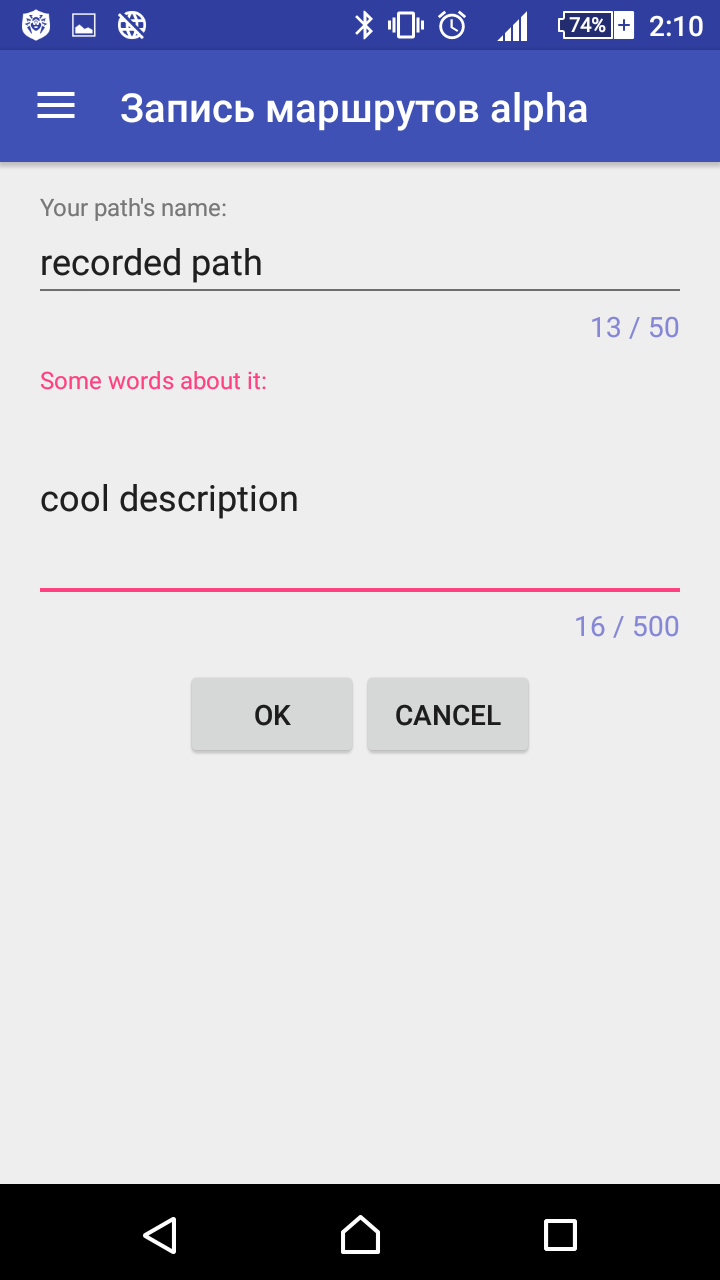 74% 2:10
Запись маршрутов alpha
Your path's name:
recorded path
13 / 50
Some words about it:
cool description
16 / 500
OK CANCEL